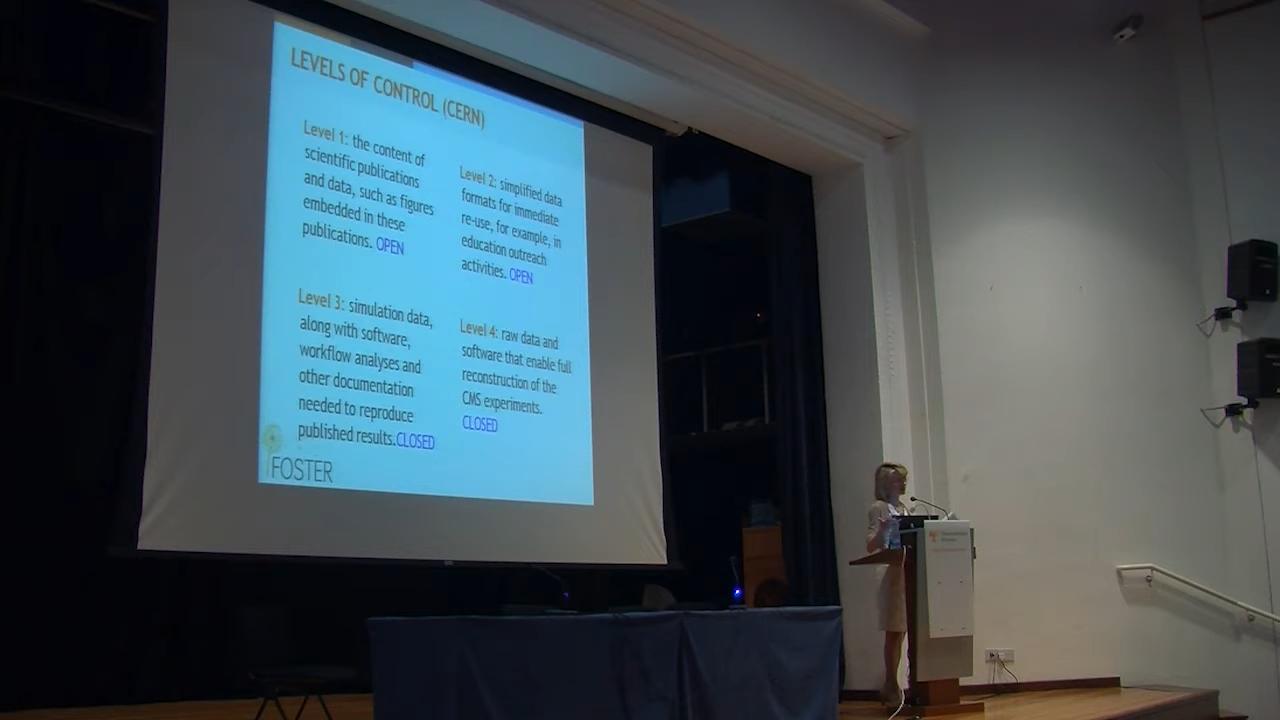 LEVELS OF CONTROL (CERN)
Level 1: the content of
scientific publications
and data, such as figures
embedded in these
publications. OPEN
Level 2: simplified data
formats for immediate
re-use, for example, in
education outreach
activities. OPEN
Level 3: simulation data,
along with software,
workflow analyses and
other documentation
needed to reproduce
published results.CLOSED
Level 4: raw data and
software that enable full
reconstruction of the
CMS experiments.
CLOSED
FOSTER